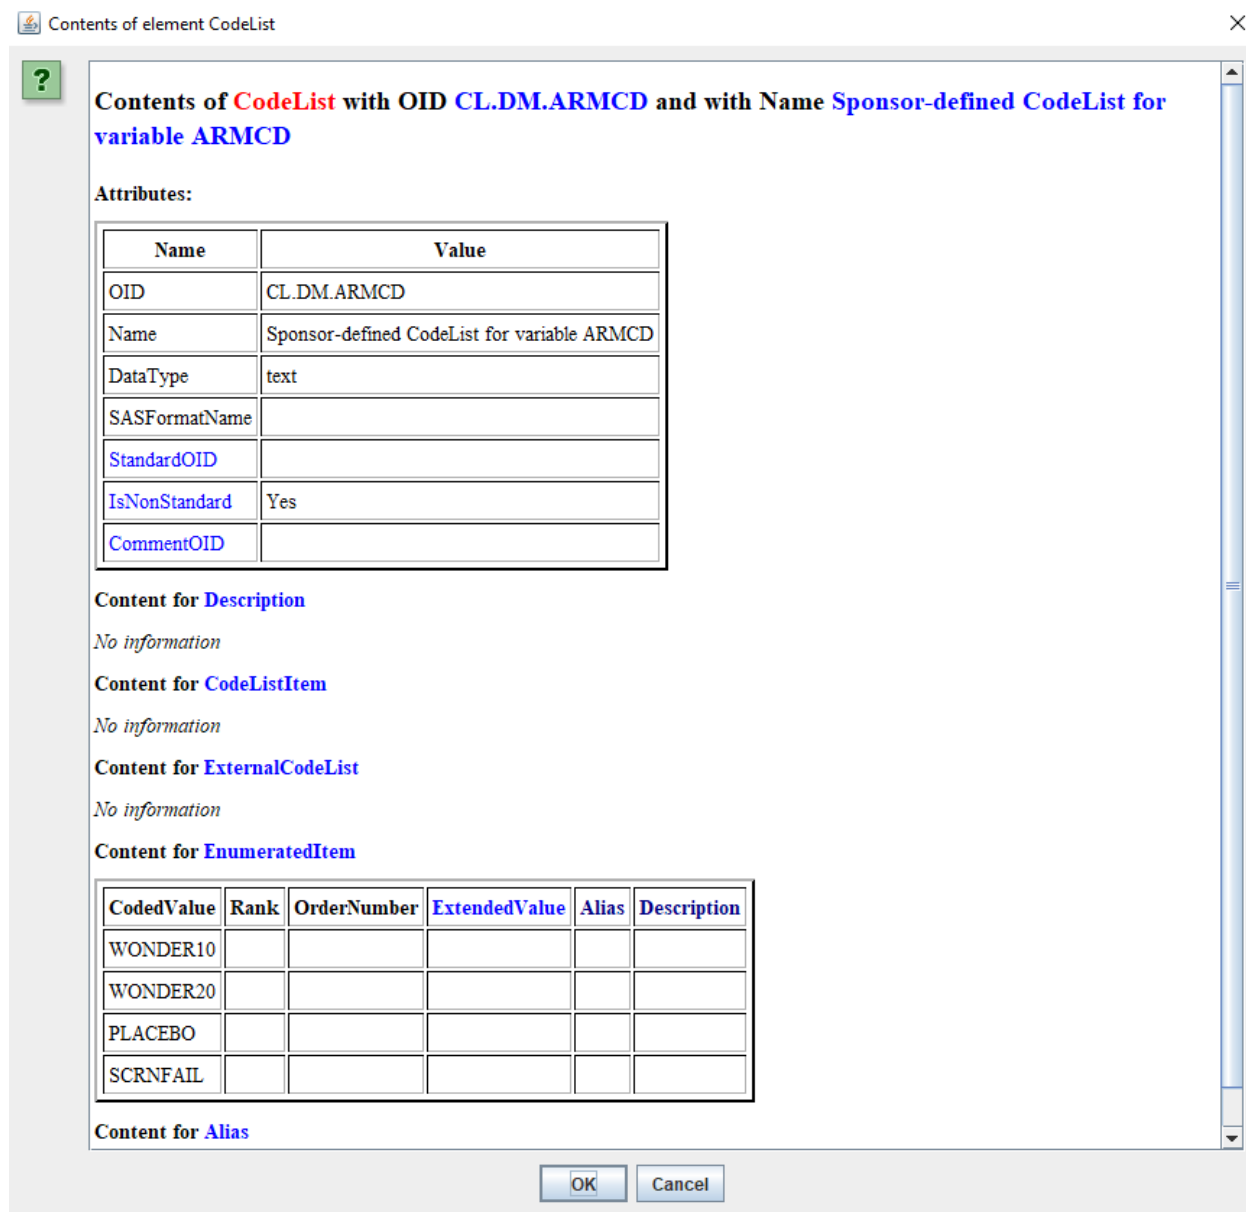 Contents of element CodeList
?
Contents of CodeList with OID CL.DM.ARMCD and with Name Sponsor-defined CodeList for
variable ARMCD
Attributes:
Name Value
OID CL.DM.ARMCD
Name Sponsor-defined CodeList for variable ARMCD
DataType text
SASFormatName
StandardOID
IsNonStandard Yes
CommentOID
Content for Description
No information
Content for CodeListItem
No information
Content for ExternalCodeList
No information
Content for EnumeratedItem
CodedValue Rank OrderNumber ExtendedValue Alias Description
WONDER10
WONDER20
PLACEBO
SCRNFAIL
Content for Alias
OK Cancel